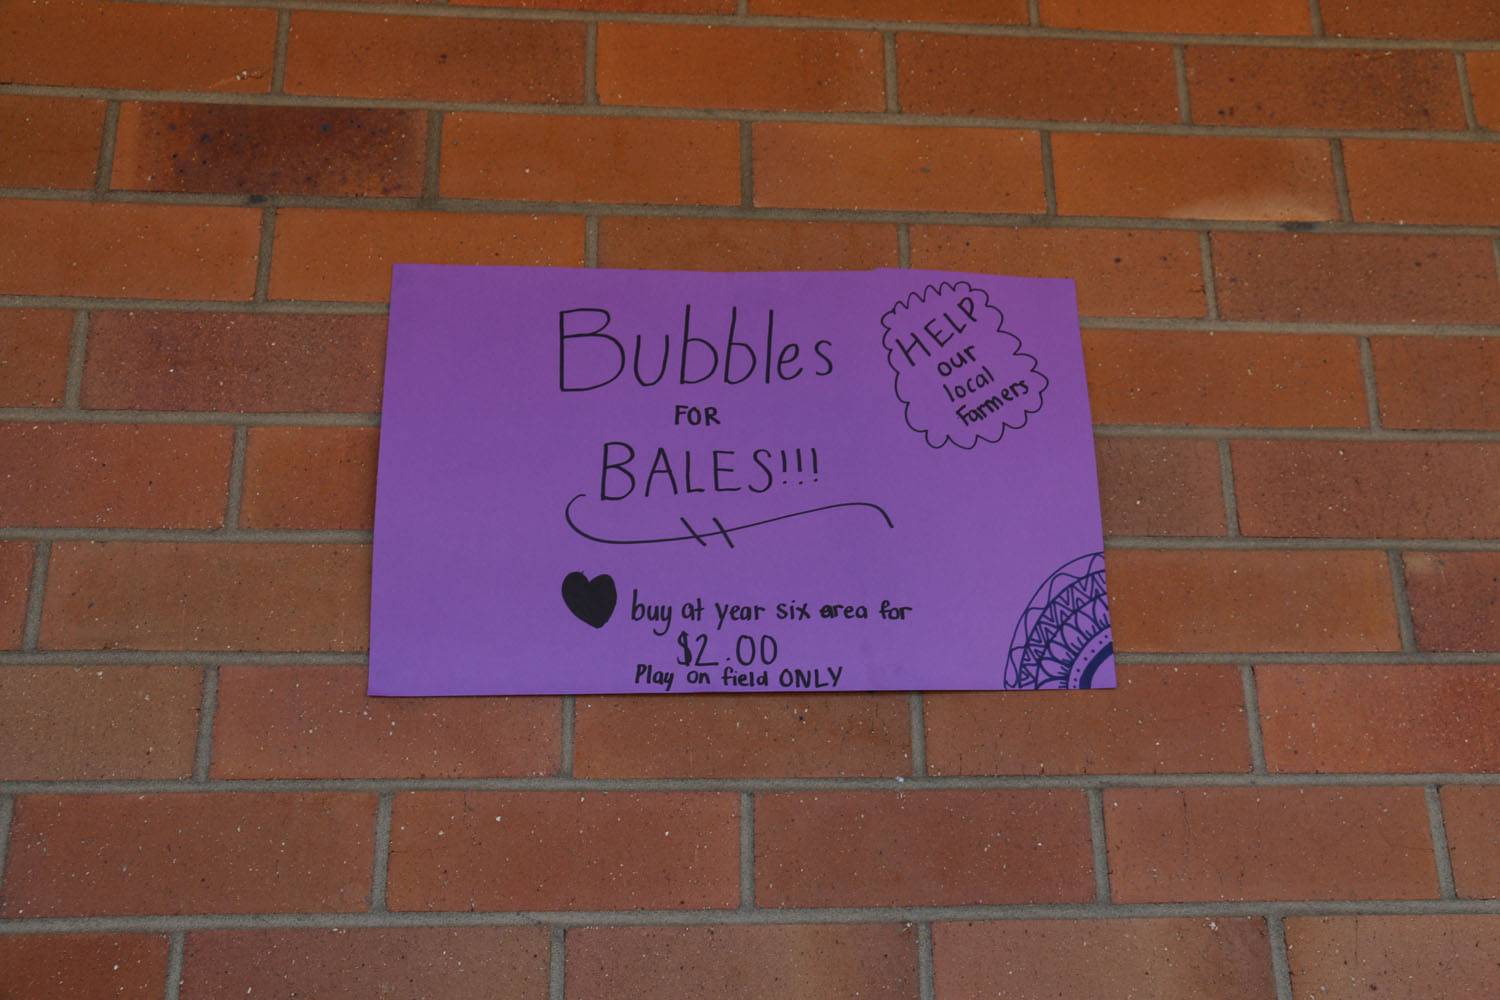 Bubbles
FOR
BALES!!!
HELP
our
local
Farmers
buy at year six area for
$2.00
Play on field ONLY